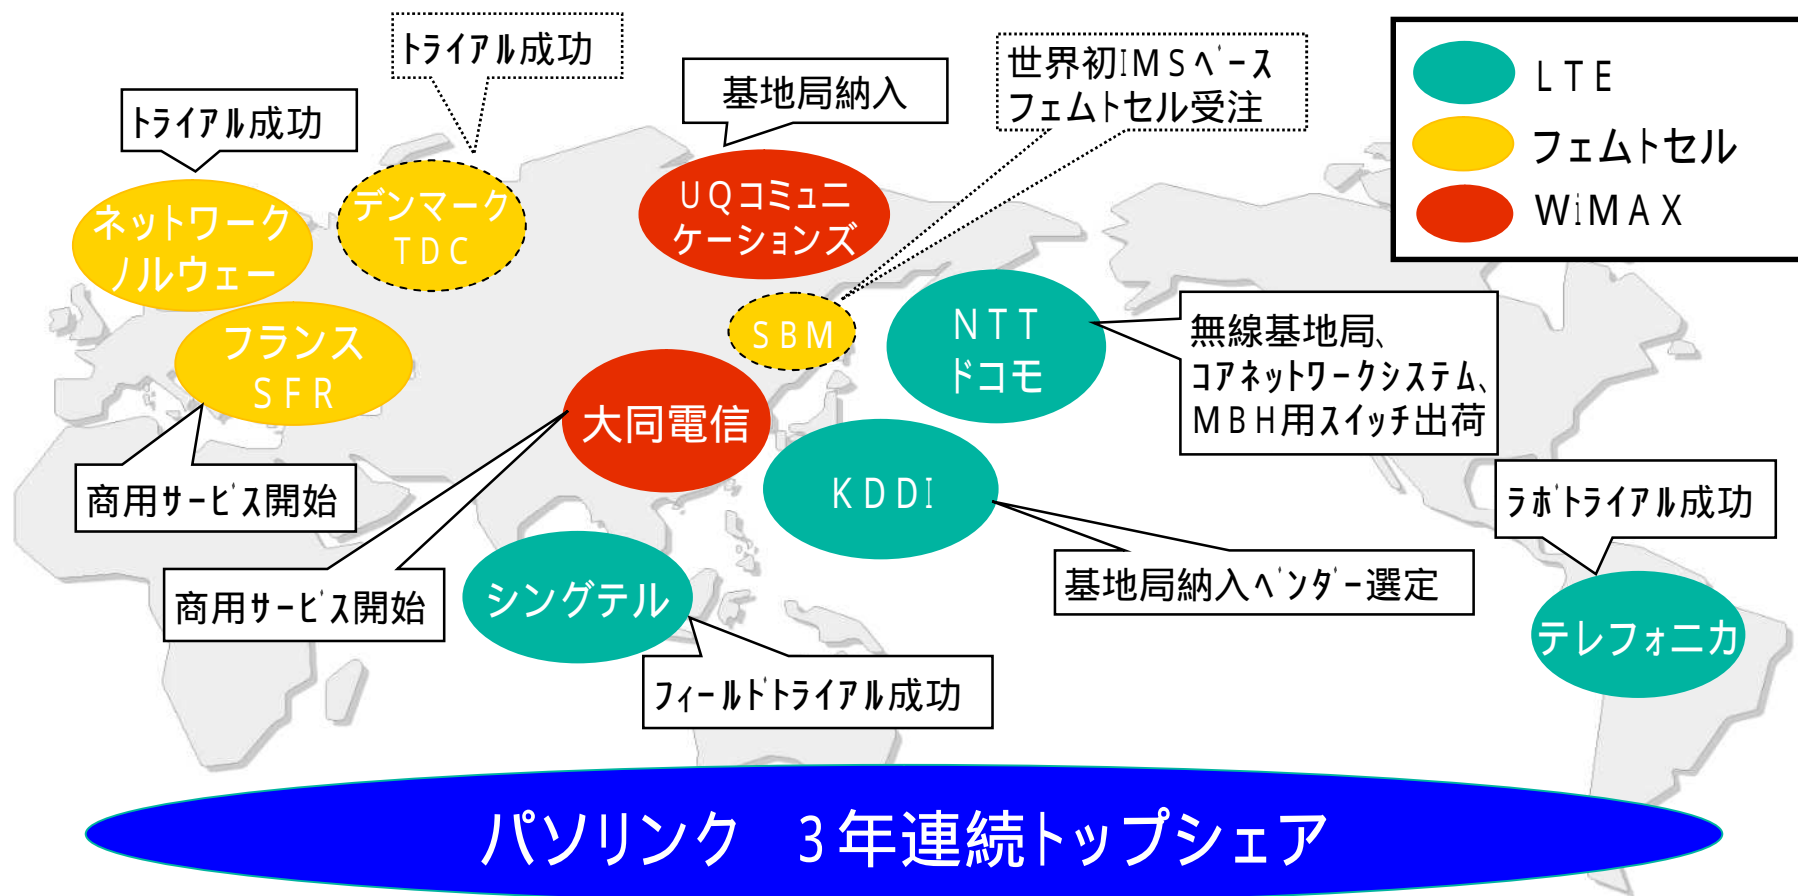 トライアル成功
世界初IMSベース
フェムトセル受注
基地局納入
トライアル成功
LTE
フェムトセル
WiMAX
ネットワーク
ノルウェー
デンマーク
TDC
UQコミュニ
ケーションズ
フランス
SFR
SBM
NTT
ドコモ
無線基地局、
コアネットワークシステム、
MBH用スイッチ出荷
大同電信
KDDI
商用サービス開始
ラボトライアル成功
商用サービス開始
シングテル
基地局納入ベンダー選定
テレフォニカ
フィールドトライアル成功
パソリンク 3年連続トップシェア